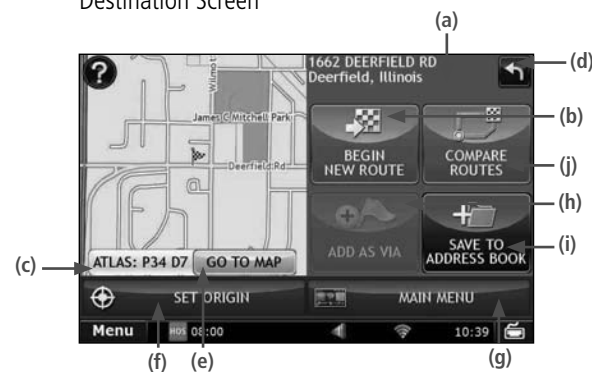 Destination Screen
(a)
1662 DEERFIELD RD
Deerfield, Illinois
(d)
?
Wilmot
James C Mitchell Park
Deerfield Rd
(b)
BEGIN
NEW ROUTE
COMPARE
ROUTES
(j)
(h)
ADD AS VIA
SAVE TO
ADDRESS BOOK
(i)
(c)
ATLAS: P34 D7
GO TO MAP
SET ORIGIN
MAIN MENU
Menu
HOS 08:00
10:39
(f)
(e)
(g)